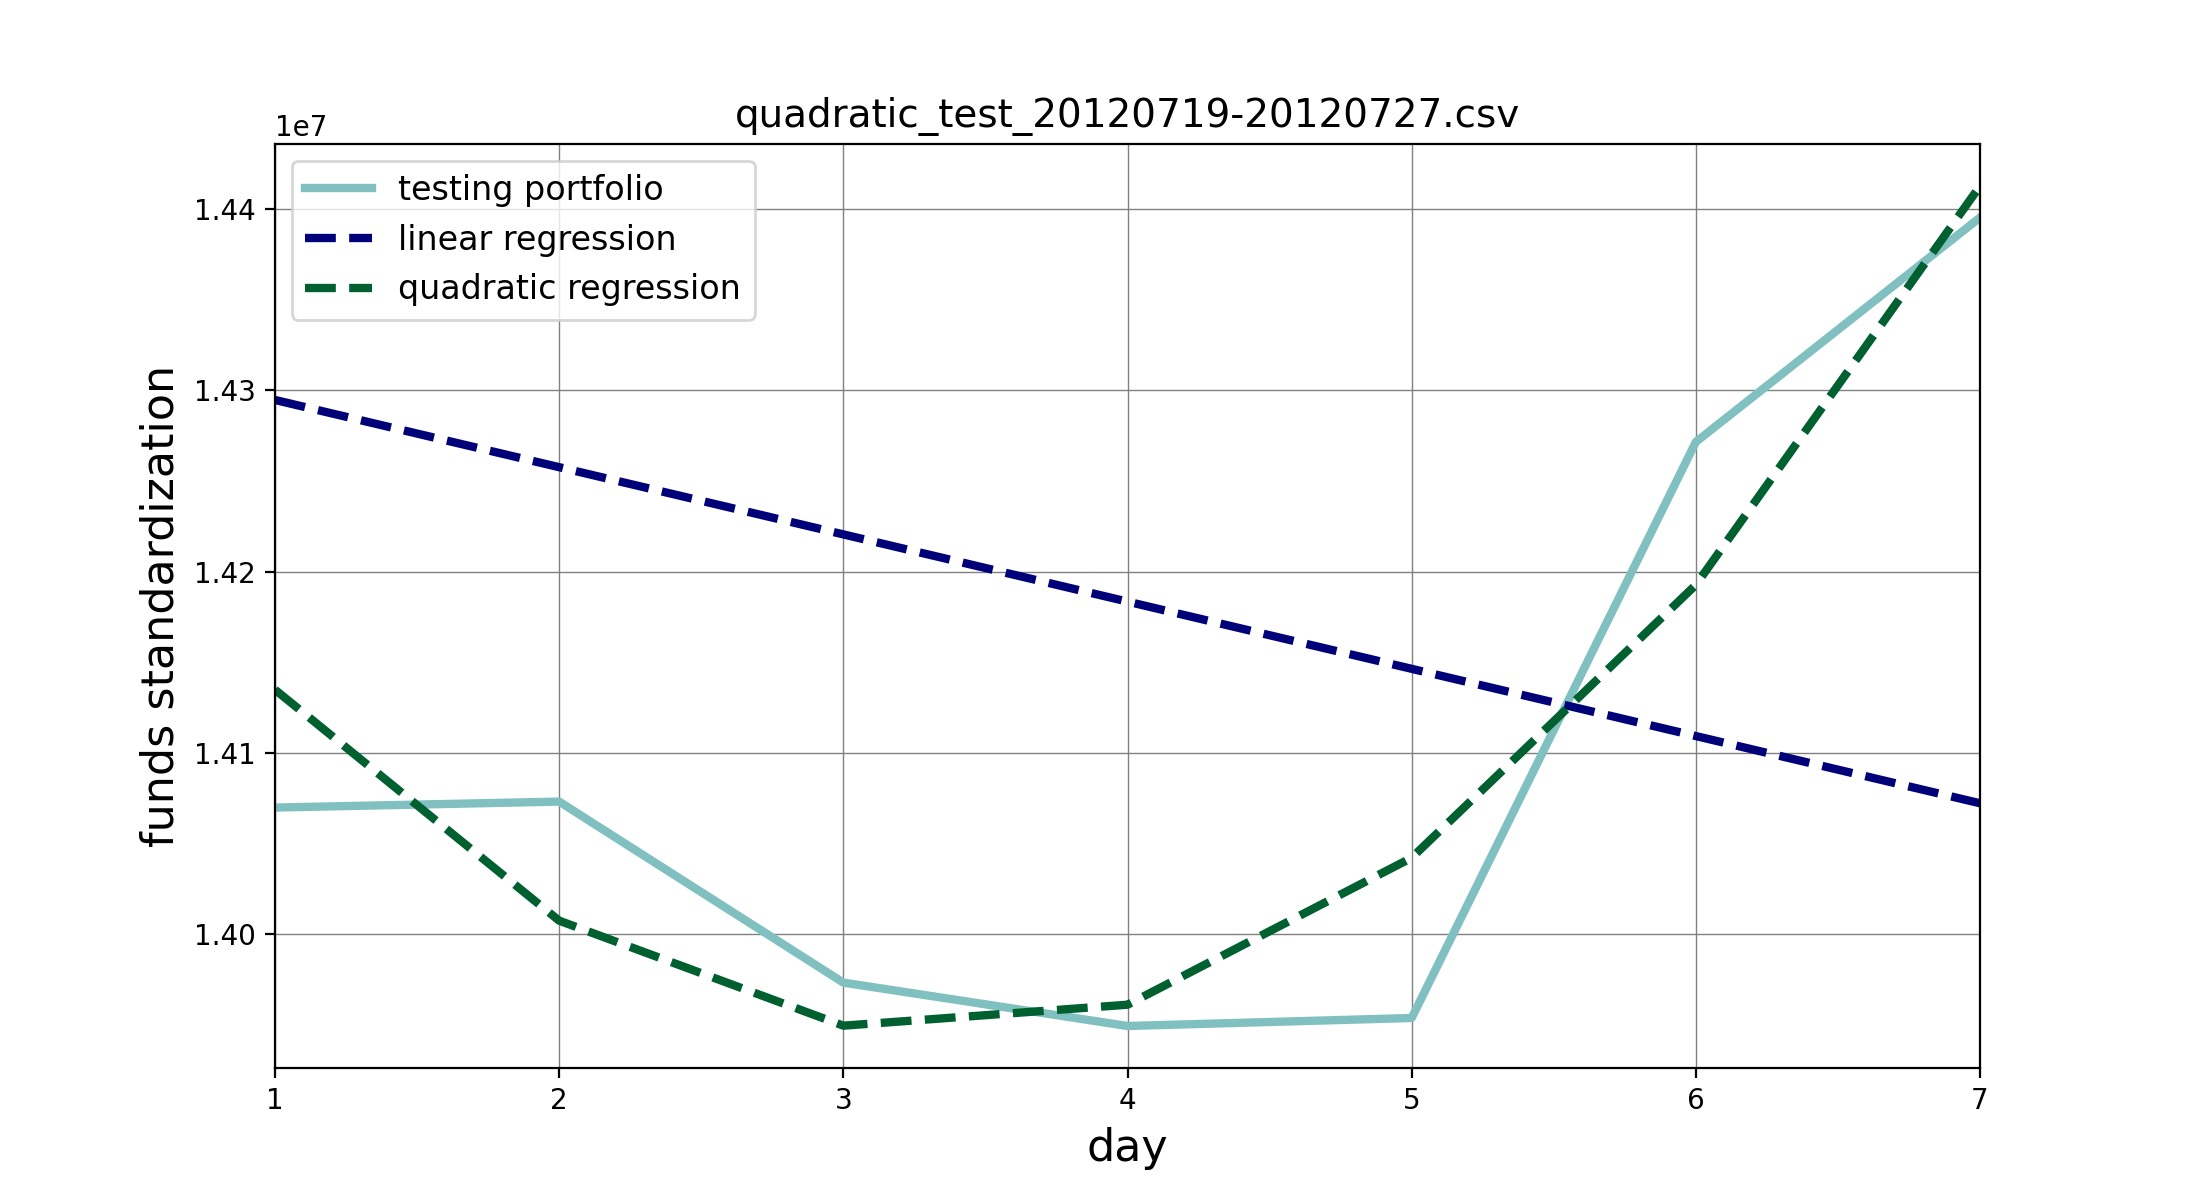 quadratic_test_20120719-20120727.csv
1e7
testing portfolio
linear regression
quadratic regression
1.44
1.43
1.42
1.41
1.40
funds standardization
1 2 3 4 5 6 7
day